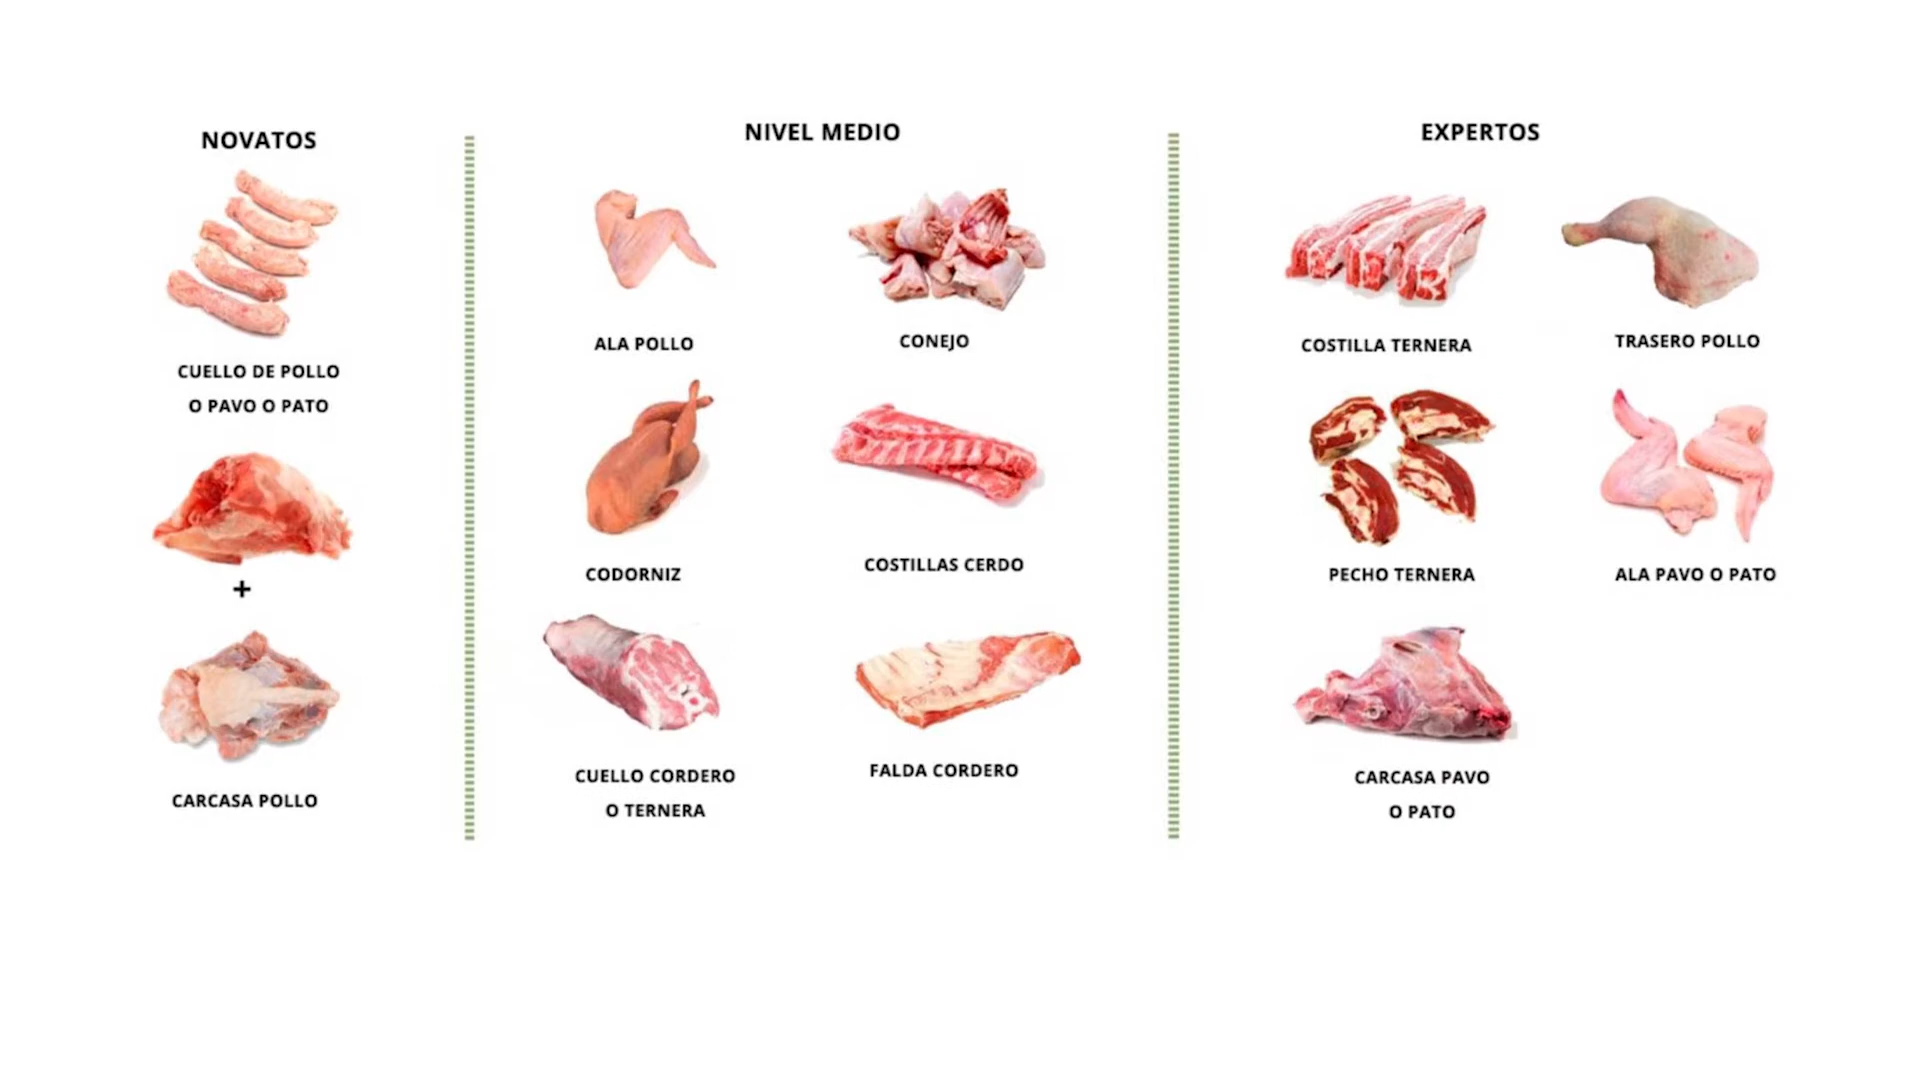 NOVATOS
CUELLO DE POLLO
O PAVO O PATO
+
CARCASA POLLO
NIVEL MEDIO
ALA POLLO
CONEJO
CODORNIZ
COSTILLAS CERDO
CUELLO CORDERO
O TERNERA
FALDA CORDERO
EXPERTOS
COSTILLA TERNERA
TRASERO POLLO
PECHO TERNERA
ALA PAVO O PATO
CARCASA PAVO
O PATO